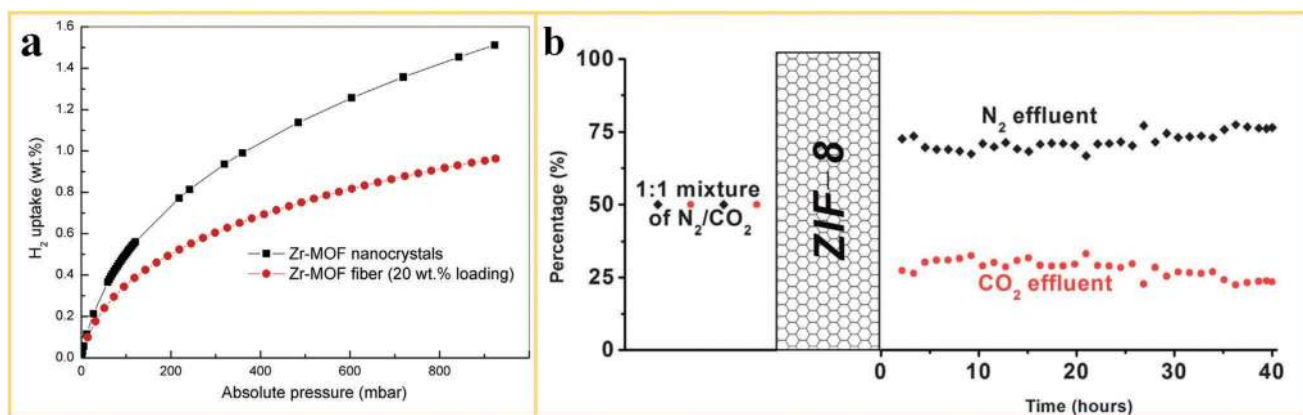 a
1.6
1.4
1.2
1.0
0.8
0.6
0.4
0.2
0.0
H₂ uptake (wt.%)
Zr-MOF nanocrystals
Zr-MOF fiber (20 wt.% loading)
0 200 400 600 800
Absolute pressure (mbar)
b
100
75
50
25
0
Percentage (%)
1:1 mixture
of N₂/CO₂
ZIF-8
N₂ effluent
CO₂ effluent
0 10 20 30 40
Time (hours)